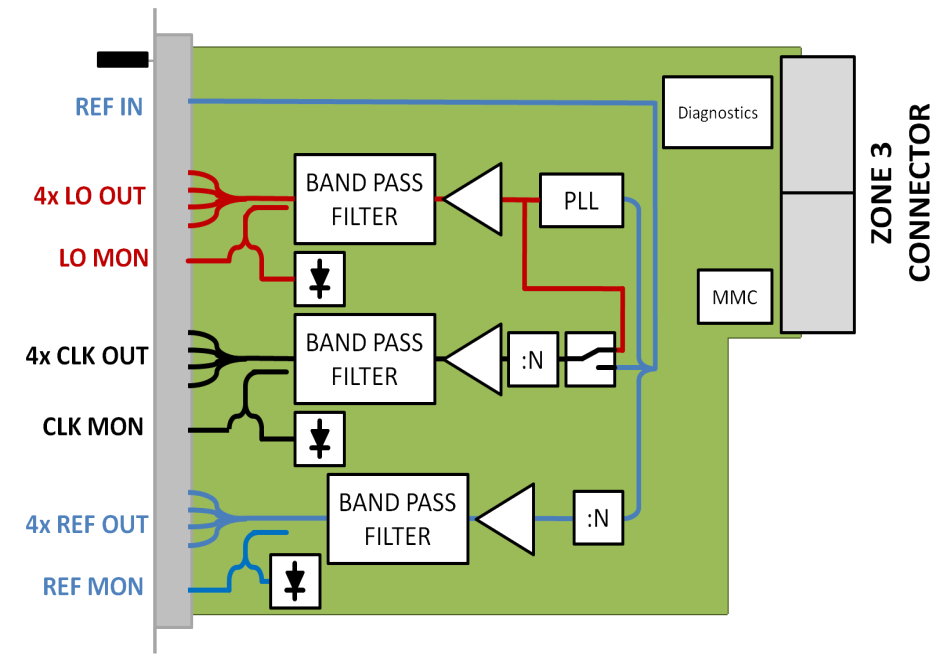 REF IN
Diagnostics
ZONE 3
CONNECTOR
4x LO OUT
BAND PASS
FILTER
PLL
LO MON
MMC
4x CLK OUT
BAND PASS
FILTER
:N
CLK MON
4x REF OUT
BAND PASS
FILTER
:N
REF MON